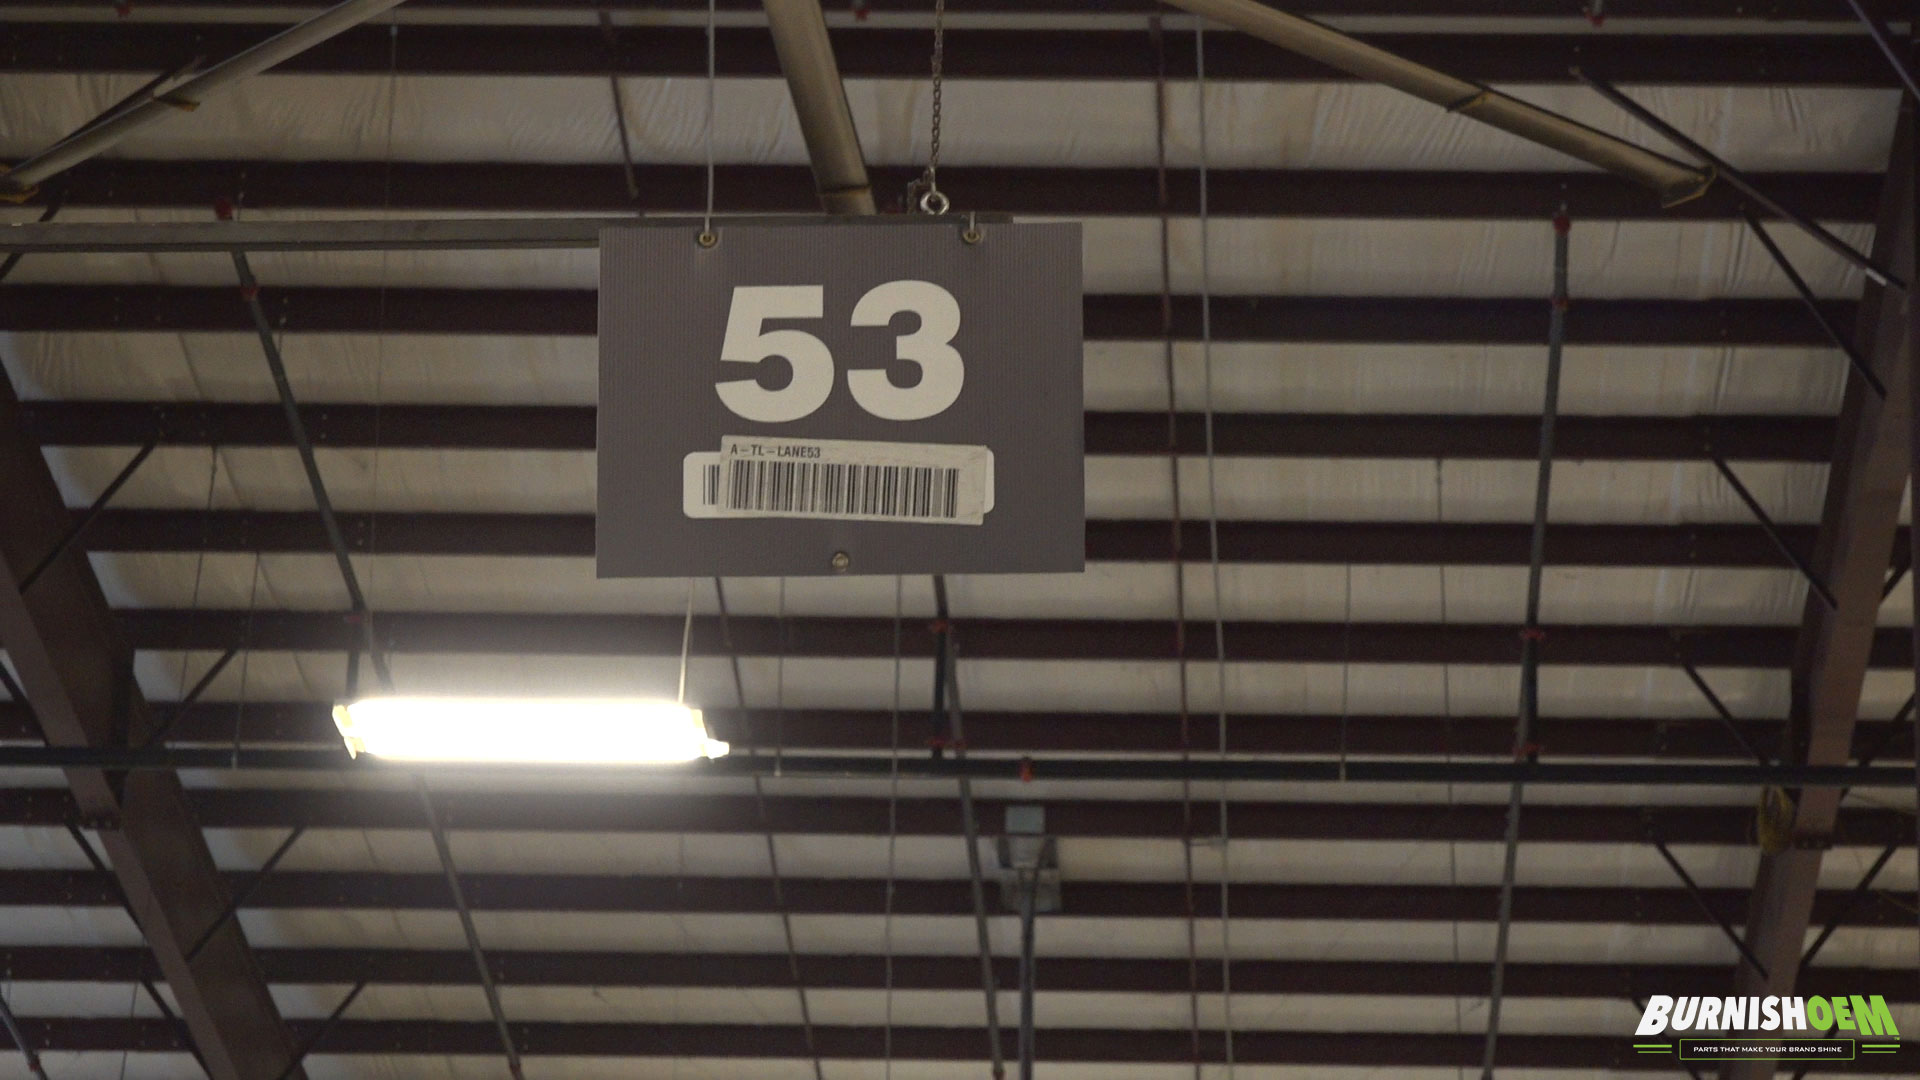 53
A-TL-LANE53
BURNISHOEM
PARTS THAT MAKE YOUR BRAND SHINE